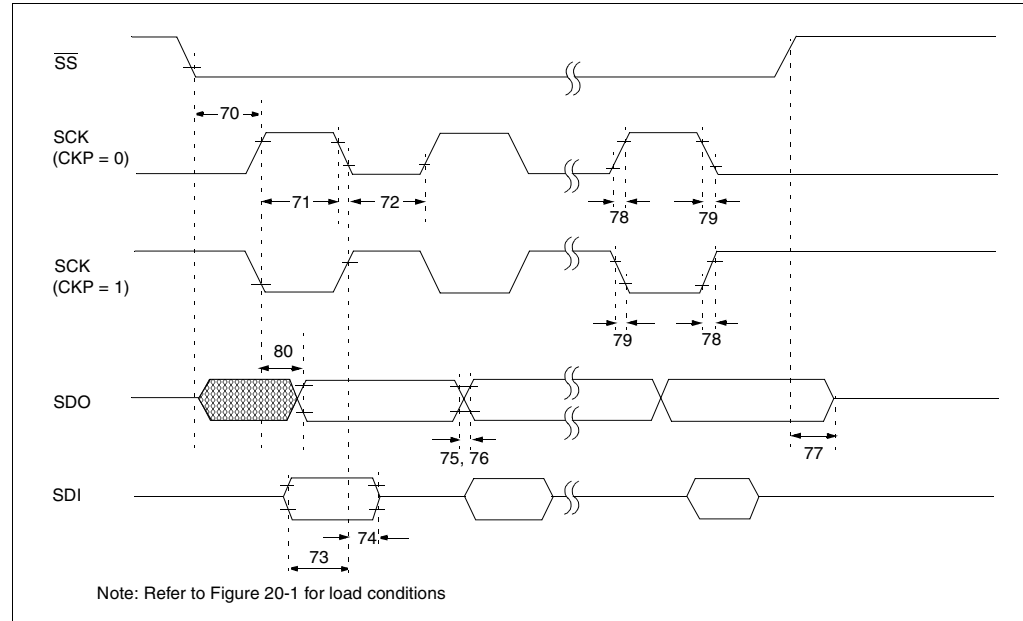 SS
70
SCK
(CKP = 0)
71
72
78
79
SCK
(CKP = 1)
79
78
80
SDO
75, 76
77
SDI
74
73
Note: Refer to Figure 20-1 for load conditions